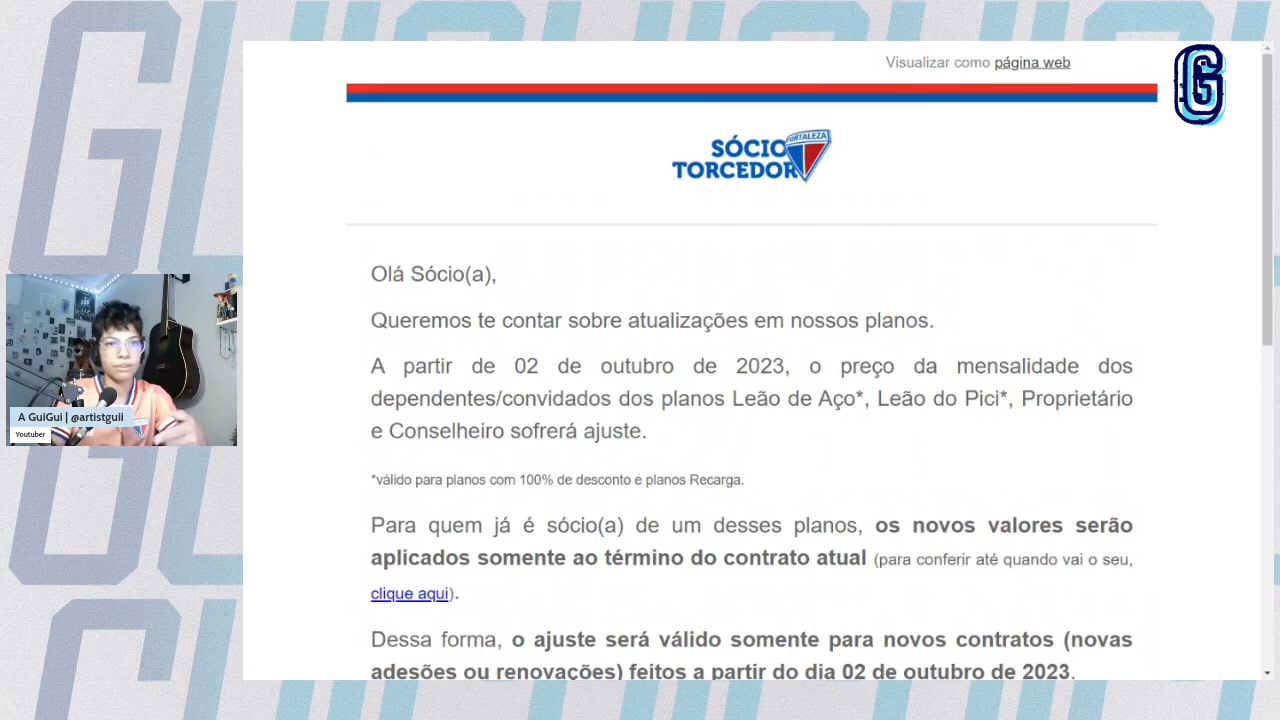 Visualizar como página web
SÓCIO
TORCEDOR
FORTALEZA
Olá Sócio(a),
Queremos te contar sobre atualizações em nossos planos.
A partir de 02 de outubro de 2023, o preço da mensalidade dos
dependentes/convidados dos planos Leão de Aço*, Leão do Pici*, Proprietário
e Conselheiro sofrerá ajuste.
*válido para planos com 100% de desconto e planos Recarga.
Para quem já é sócio(a) de um desses planos, os novos valores serão
aplicados somente ao término do contrato atual (para conferir até quando vai o seu,
clique aqui).
Dessa forma, o ajuste será válido somente para novos contratos (novas
adesões ou renovações) feitos a partir do dia 02 de outubro de 2023.
A GuiGui | @artistguii
Youtuber
G